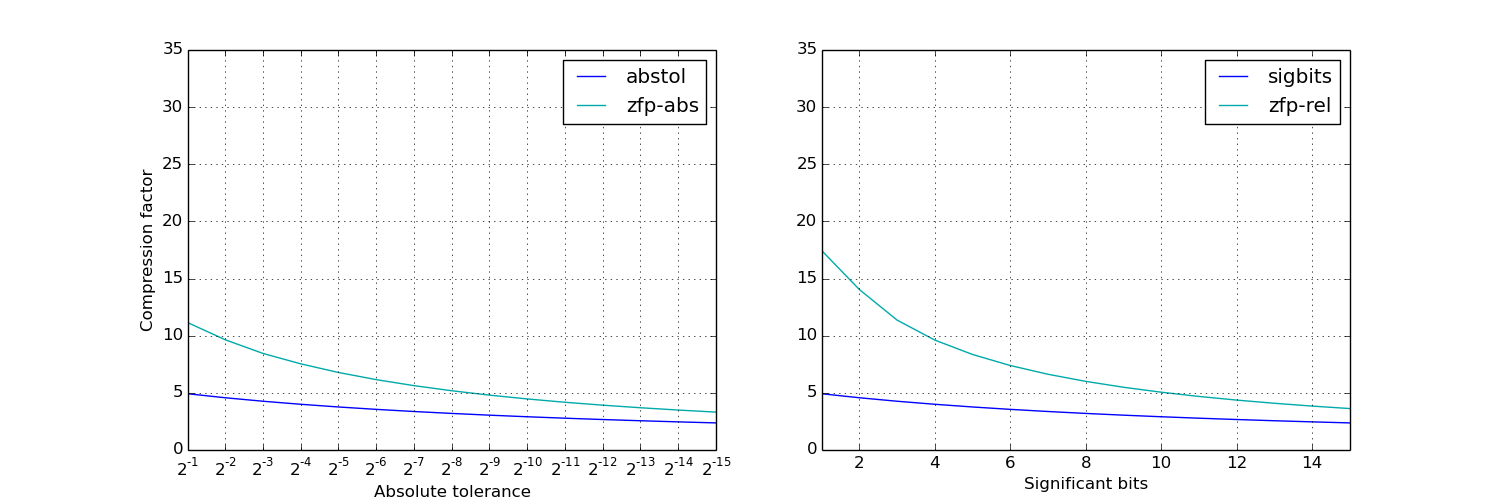 35
30
25
20
15
10
5
0
Compression factor
abstol
zfp-abs
2^-1 2^-2 2^-3 2^-4 2^-5 2^-6 2^-7 2^-8 2^-9 2^-10 2^-11 2^-12 2^-13 2^-14 2^-15
Absolute tolerance
35
30
25
20
15
10
5
0
sigbits
zfp-rel
2 4 6 8 10 12 14
Significant bits